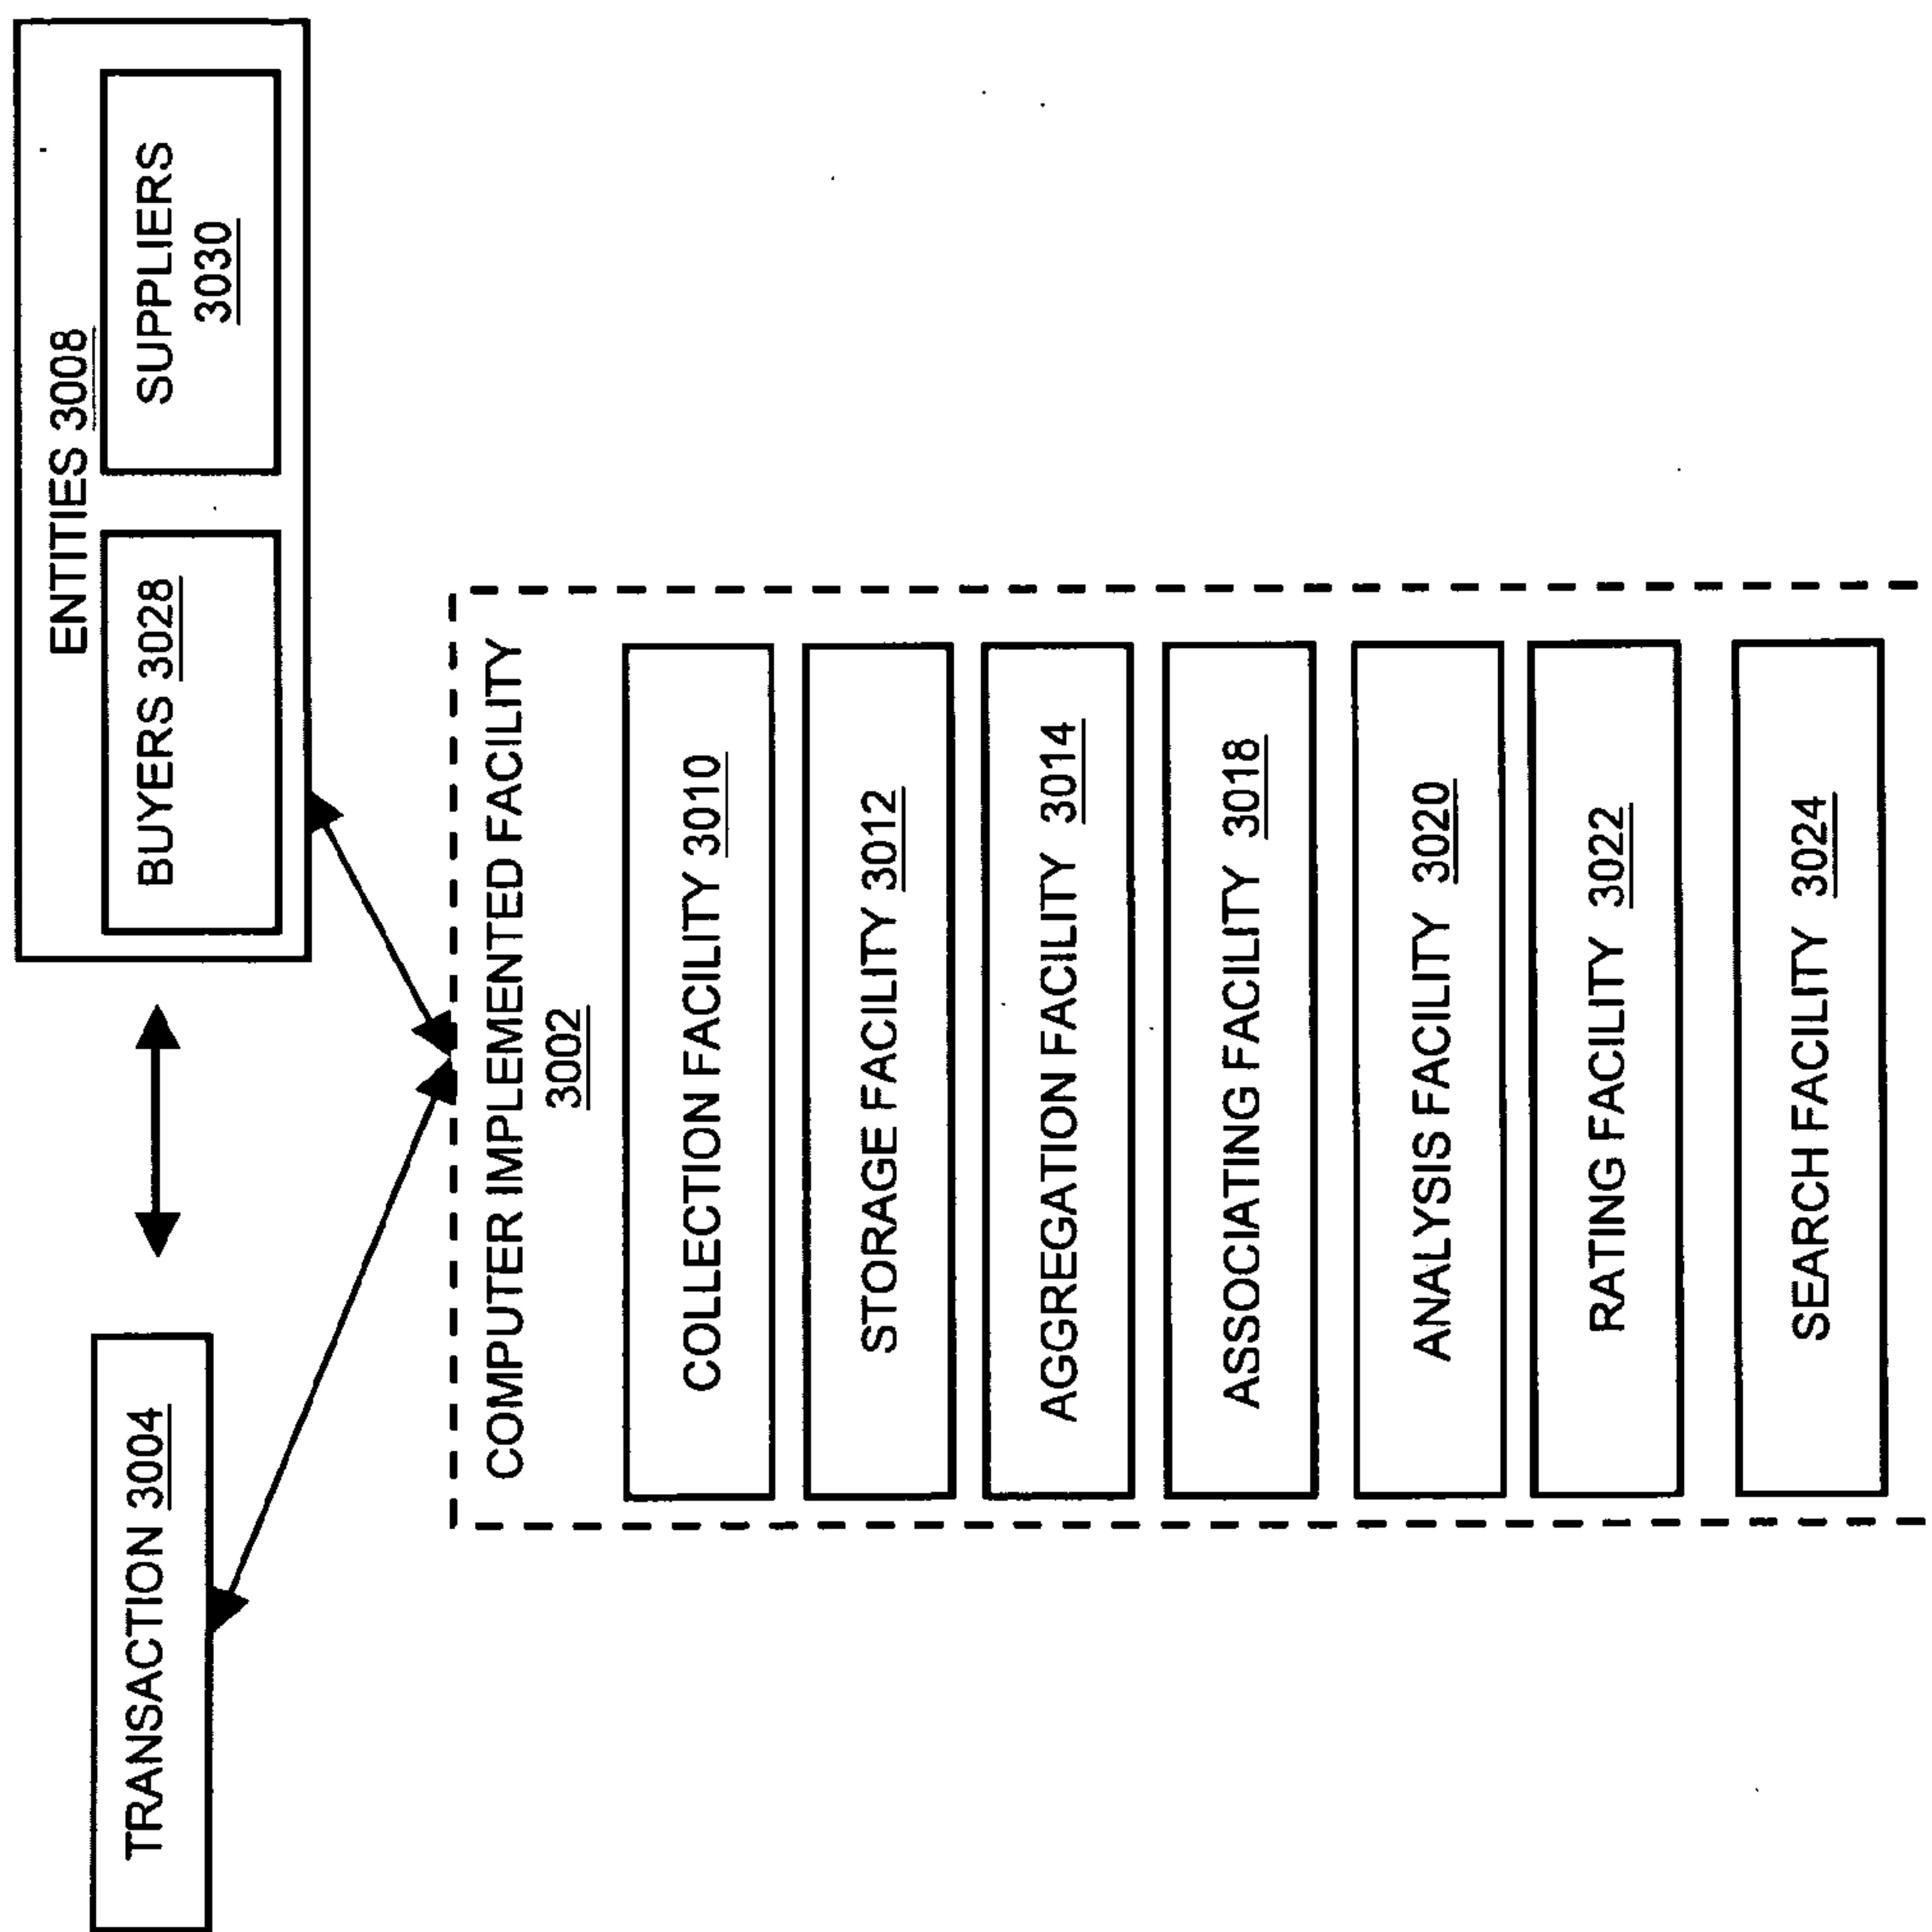 TRANSACTION 3004
ENTITIES 3008
BUYERS 3028
SUPPLIERS
3030
COMPUTER IMPLEMENTED FACILITY
3002
COLLECTION FACILITY 3010
STORAGE FACILITY 3012
AGGREGATION FACILITY 3014
ASSOCIATING FACILITY 3018
ANALYSIS FACILITY 3020
RATING FACILITY 3022
SEARCH FACILITY 3024